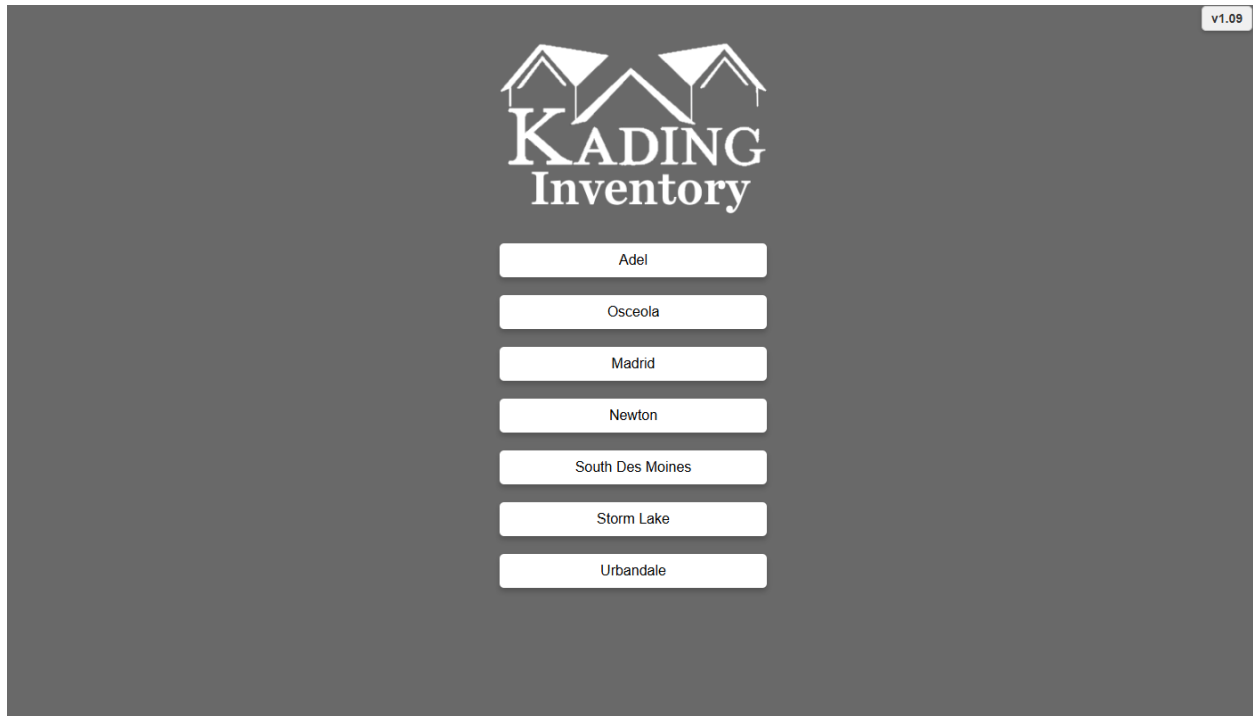 v1.09
KADING
Inventory
Adel
Osceola
Madrid
Newton
South Des Moines
Storm Lake
Urbandale